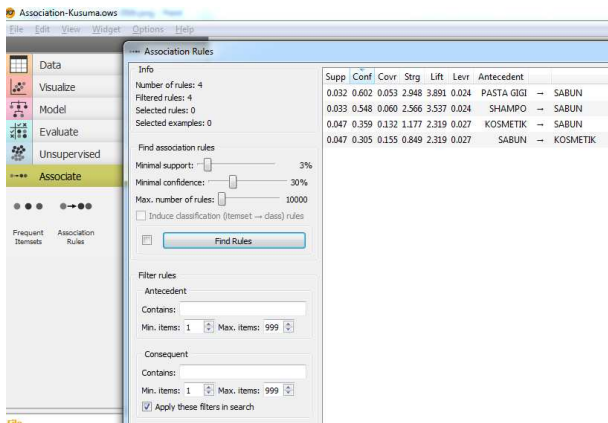 Association-Kusuma.ows
File Edit View Widget Options Help
Data
Visualize
Model
Evaluate
Unsupervised
Associate
Frequent Itemsets
Association Rules
Association Rules
Info
Number of rules: 4
Filtered rules: 4
Selected rules: 0
Selected examples: 0
Find association rules
Minimal support: 3%
Minimal confidence: 30%
Max. number of rules: 10000
Induce classification (itemset → class) rules
Find Rules
Filter rules
Antecedent
Contains:
Min. items: 1 Max. items: 999
Consequent
Contains:
Min. items: 1 Max. items: 999
Apply these filters in search
Supp Conf Covr Strg Lift Levr Antecedent
0.032 0.602 0.053 2.948 3.891 0.024 PASTA GIGI → SABUN
0.033 0.548 0.060 2.566 3.537 0.024 SHAMPO → SABUN
0.047 0.359 0.132 1.177 2.319 0.027 KOSMETIK → SABUN
0.047 0.305 0.155 0.849 2.319 0.027 SABUN → KOSMETIK